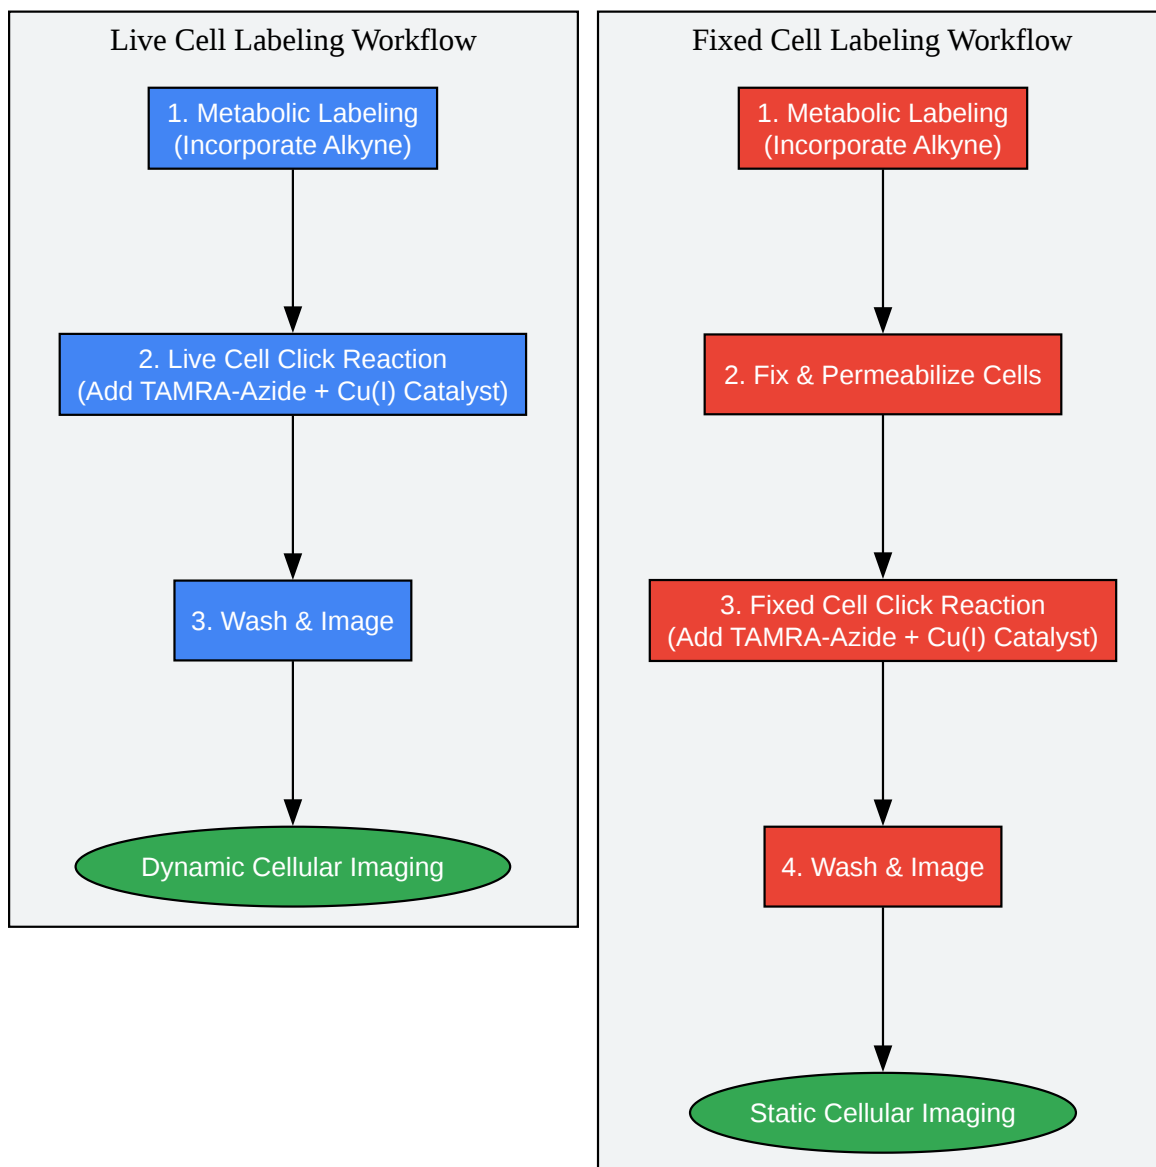 Live Cell Labeling Workflow
1. Metabolic Labeling
(Incorporate Alkyne)
2. Live Cell Click Reaction
(Add TAMRA-Azide + Cu(I) Catalyst)
3. Wash & Image
Dynamic Cellular Imaging
Fixed Cell Labeling Workflow
1. Metabolic Labeling
(Incorporate Alkyne)
2. Fix & Permeabilize Cells
3. Fixed Cell Click Reaction
(Add TAMRA-Azide + Cu(I) Catalyst)
4. Wash & Image
Static Cellular Imaging